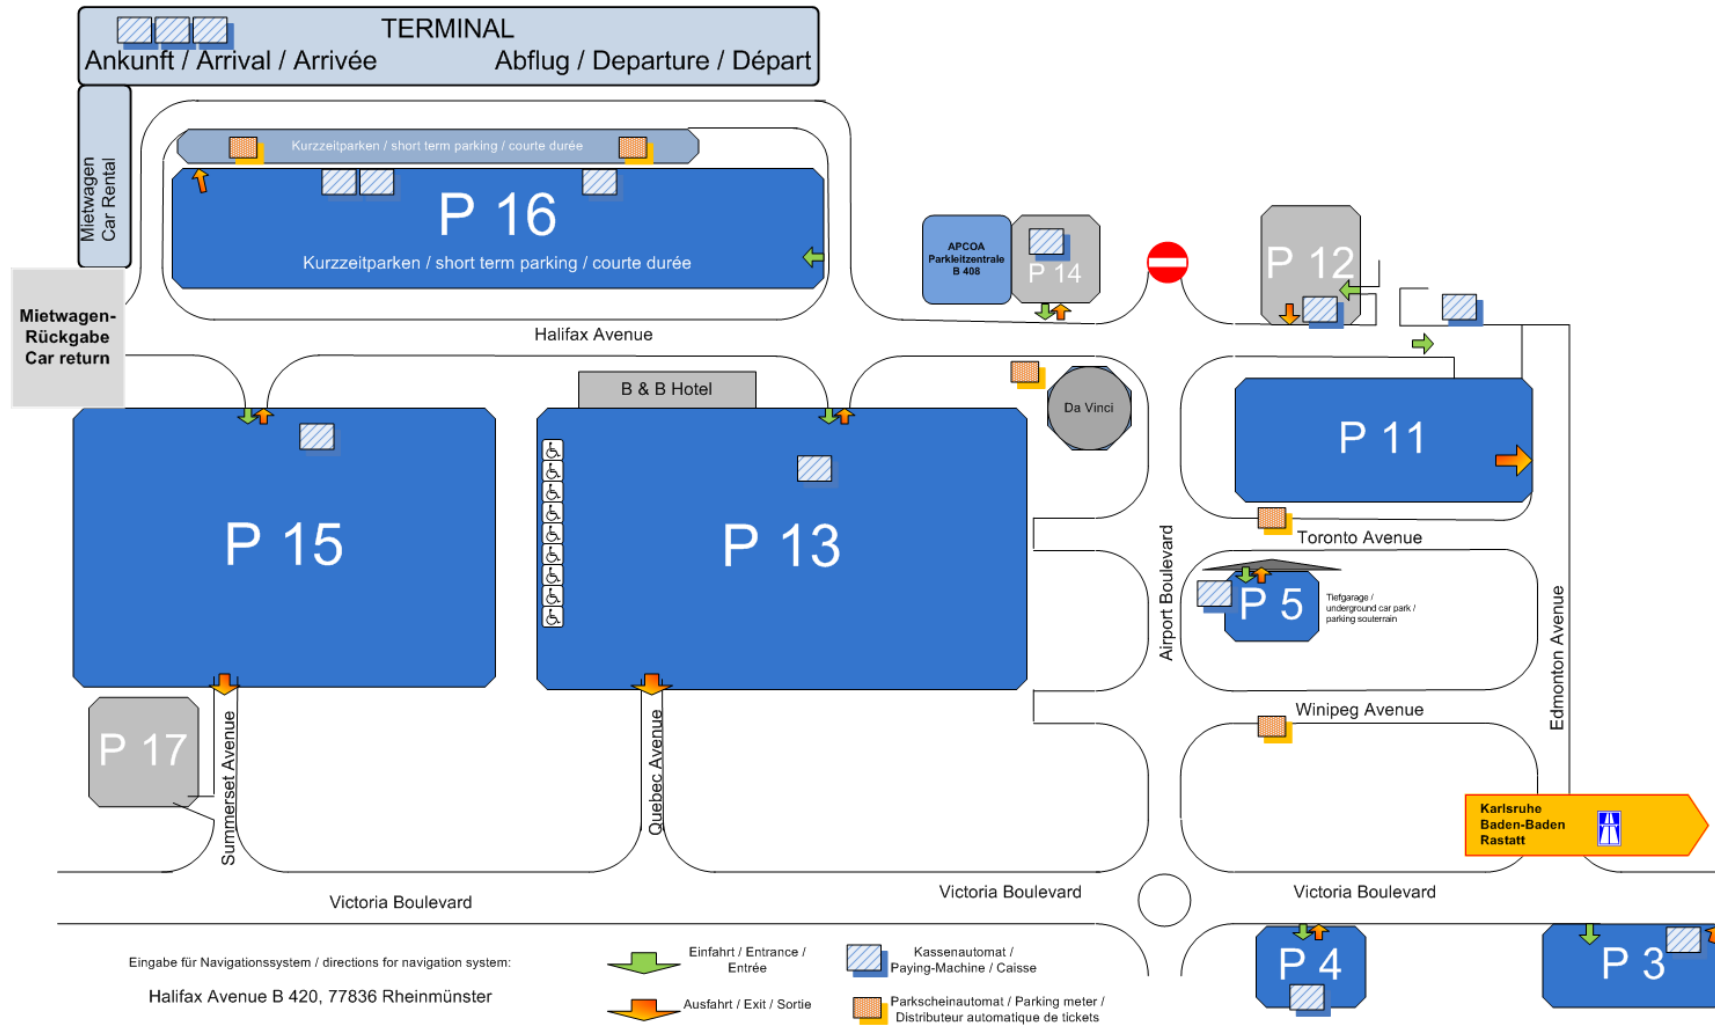 TERMINAL
Ankunft / Arrival / Arrivée
Abflug / Departure / Départ
Mietwagen
Car Rental
Kurzzeitparken / short term parking / courte durée
P 16
Kurzzeitparken / short term parking / courte durée
APCOA
Parkleitzentrale
B 408
P 14
P 12
Mietwagen-
Rückgabe
Car return
Halifax Avenue
B & B Hotel
Da Vinci
P 11
P 15
P 13
Toronto Avenue
Airport Boulevard
P 5
Tiefgarage /
underground car park /
parking souterrain
Edmonton Avenue
Winipeg Avenue
P 17
Summerset Avenue
Quebec Avenue
Karlsruhe
Baden-Baden
Rastatt
Victoria Boulevard
Victoria Boulevard
Victoria Boulevard
Eingabe für Navigationssystem / directions for navigation system:
Halifax Avenue B 420, 77836 Rheinmünster
Einfahrt / Entrance /
Entrée
Ausfahrt / Exit / Sortie
Kassenautomat /
Paying-Machine / Caisse
Parkscheinautomat / Parking meter /
Distributeur automatique de tickets
P 4
P 3